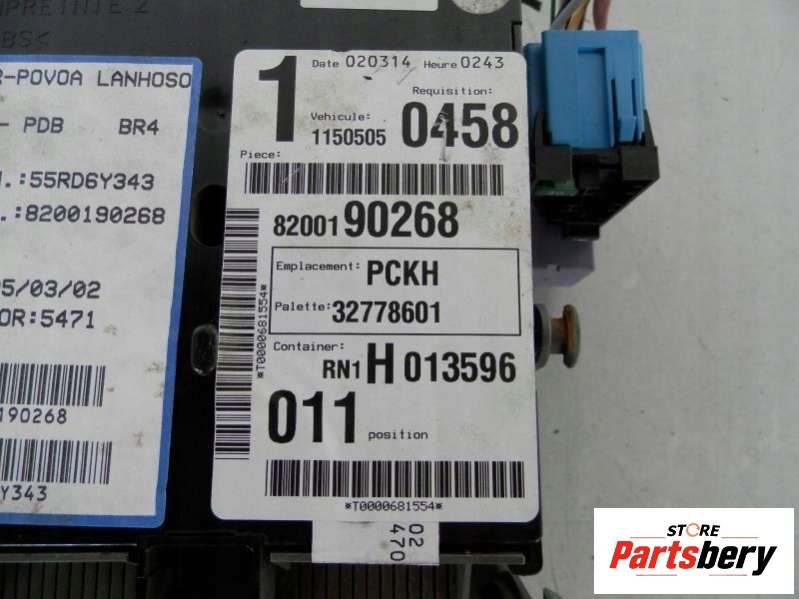 MPREINTE 2
BS<
R-POVOA LANHOSO
- PDB BR4
.:55RD6Y343
.:8200190268
5/03/02
OR:5471
190268
Y343
1 Date 020314 Heure 0243
Requisition:
Vehicule: 1150505 0458
Piece:
8200190268
Emplacement: PCKH
Palette: 32778601
Container: RN1 H 013596
011 position
*T0000681554*
*T0000681554*
02
470
STORE
Partsbery